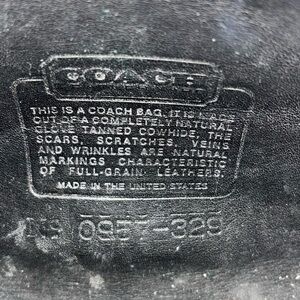 COACH
THIS IS A COACH BAG. IT IS MADE
OUT OF A COMPLETELY NATURAL
GLOVE TANNED COWHIDE. THE
SCARS, SCRATCHES, VEINS
AND WRINKLES ARE NATURAL
MARKINGS CHARACTERISTIC
OF FULL-GRAIN LEATHERS.
MADE IN THE UNITED STATES